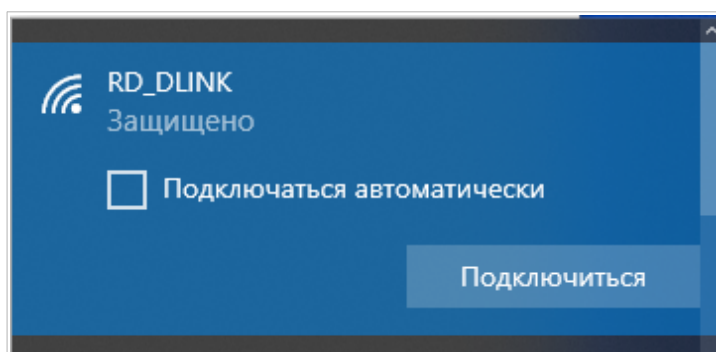 RD_DLINK
Защищено
Подключаться автоматически
Подключиться